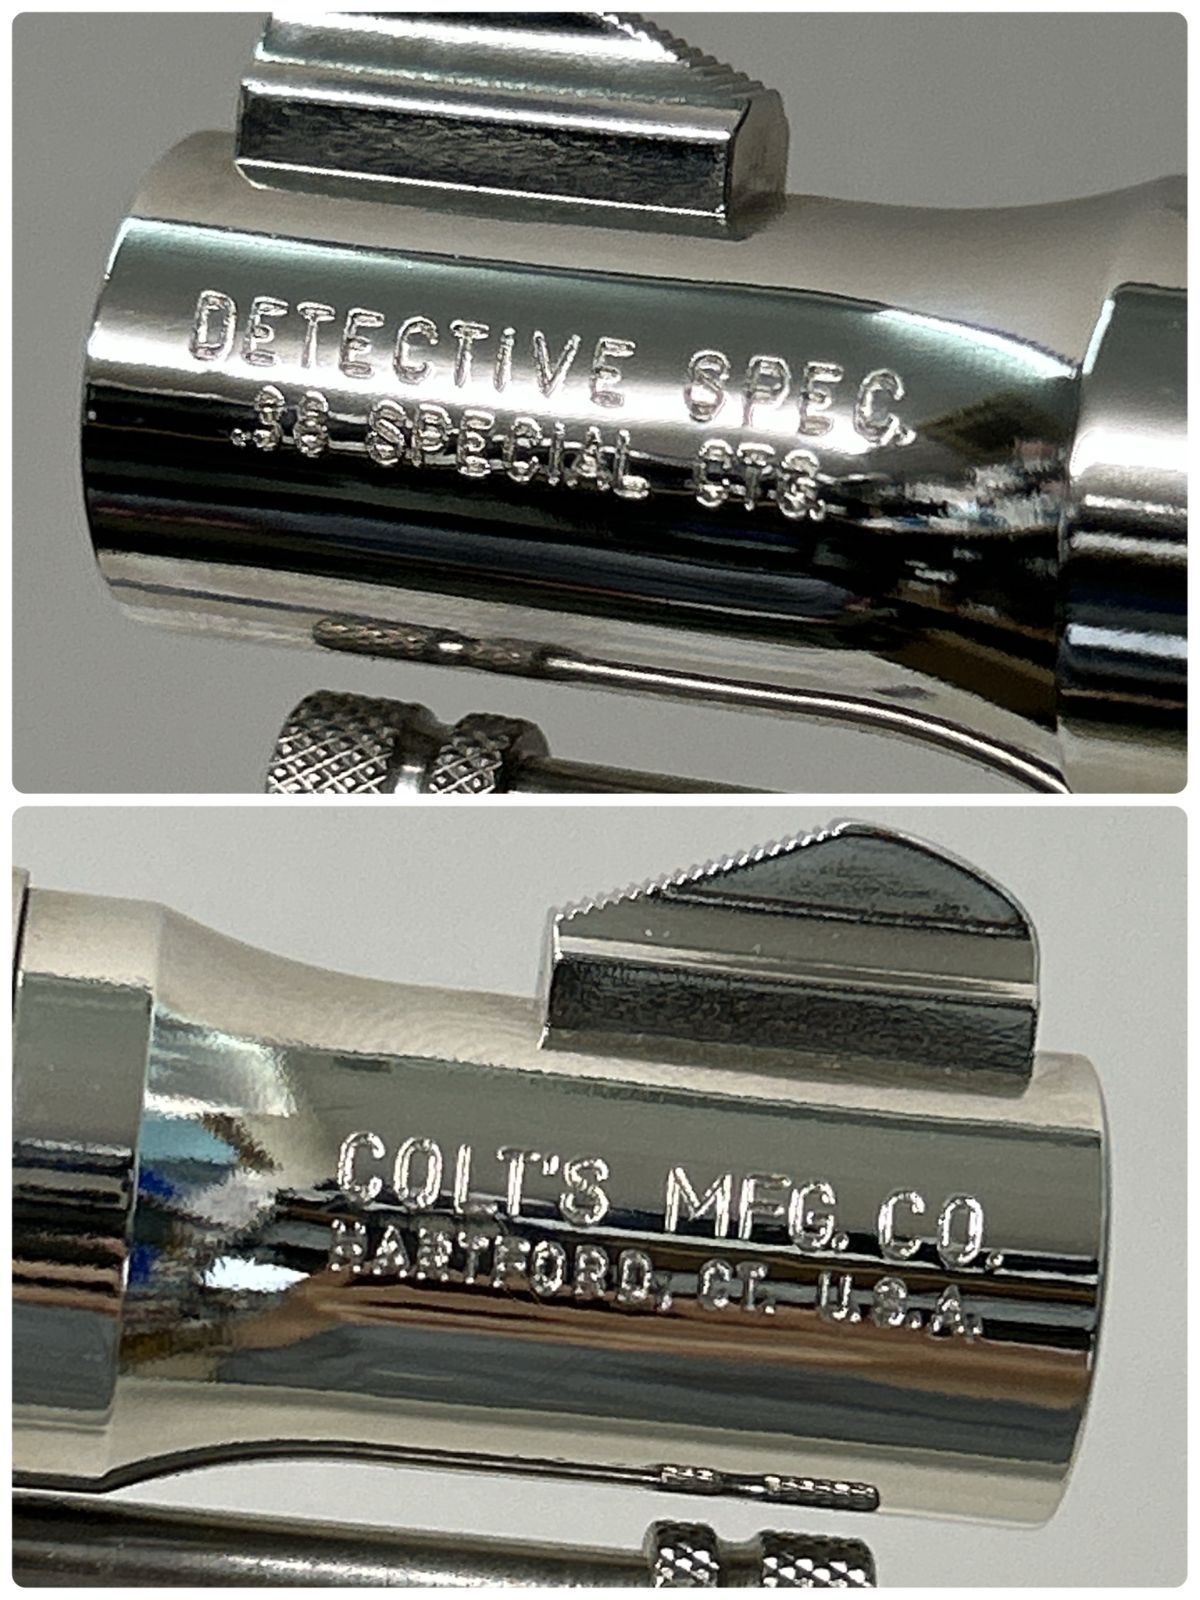 DETECTIVE SPEC.
.38 SPECIAL CTG.
COLT'S MFG. CO.
HARTFORD, CT. U.S.A.